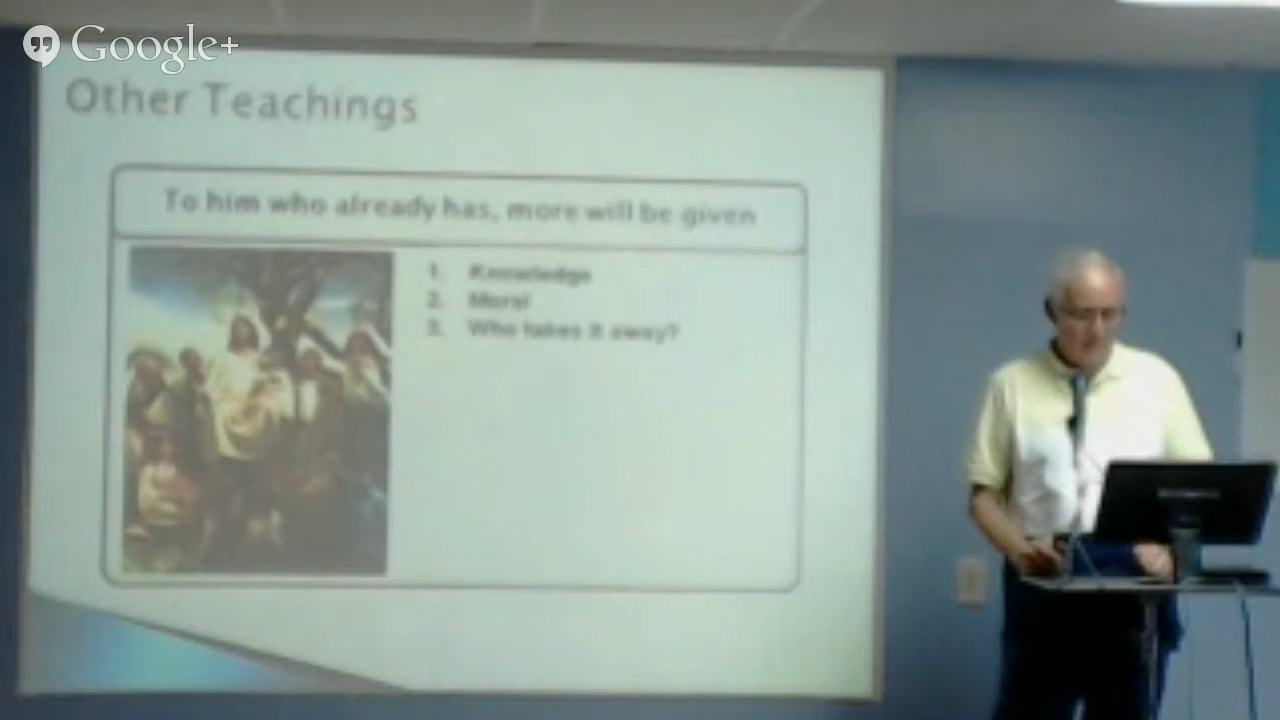 Google+
Other Teachings
To him who already has, more will be given
1. Knowledge
2. Moral
3. Who takes it away?